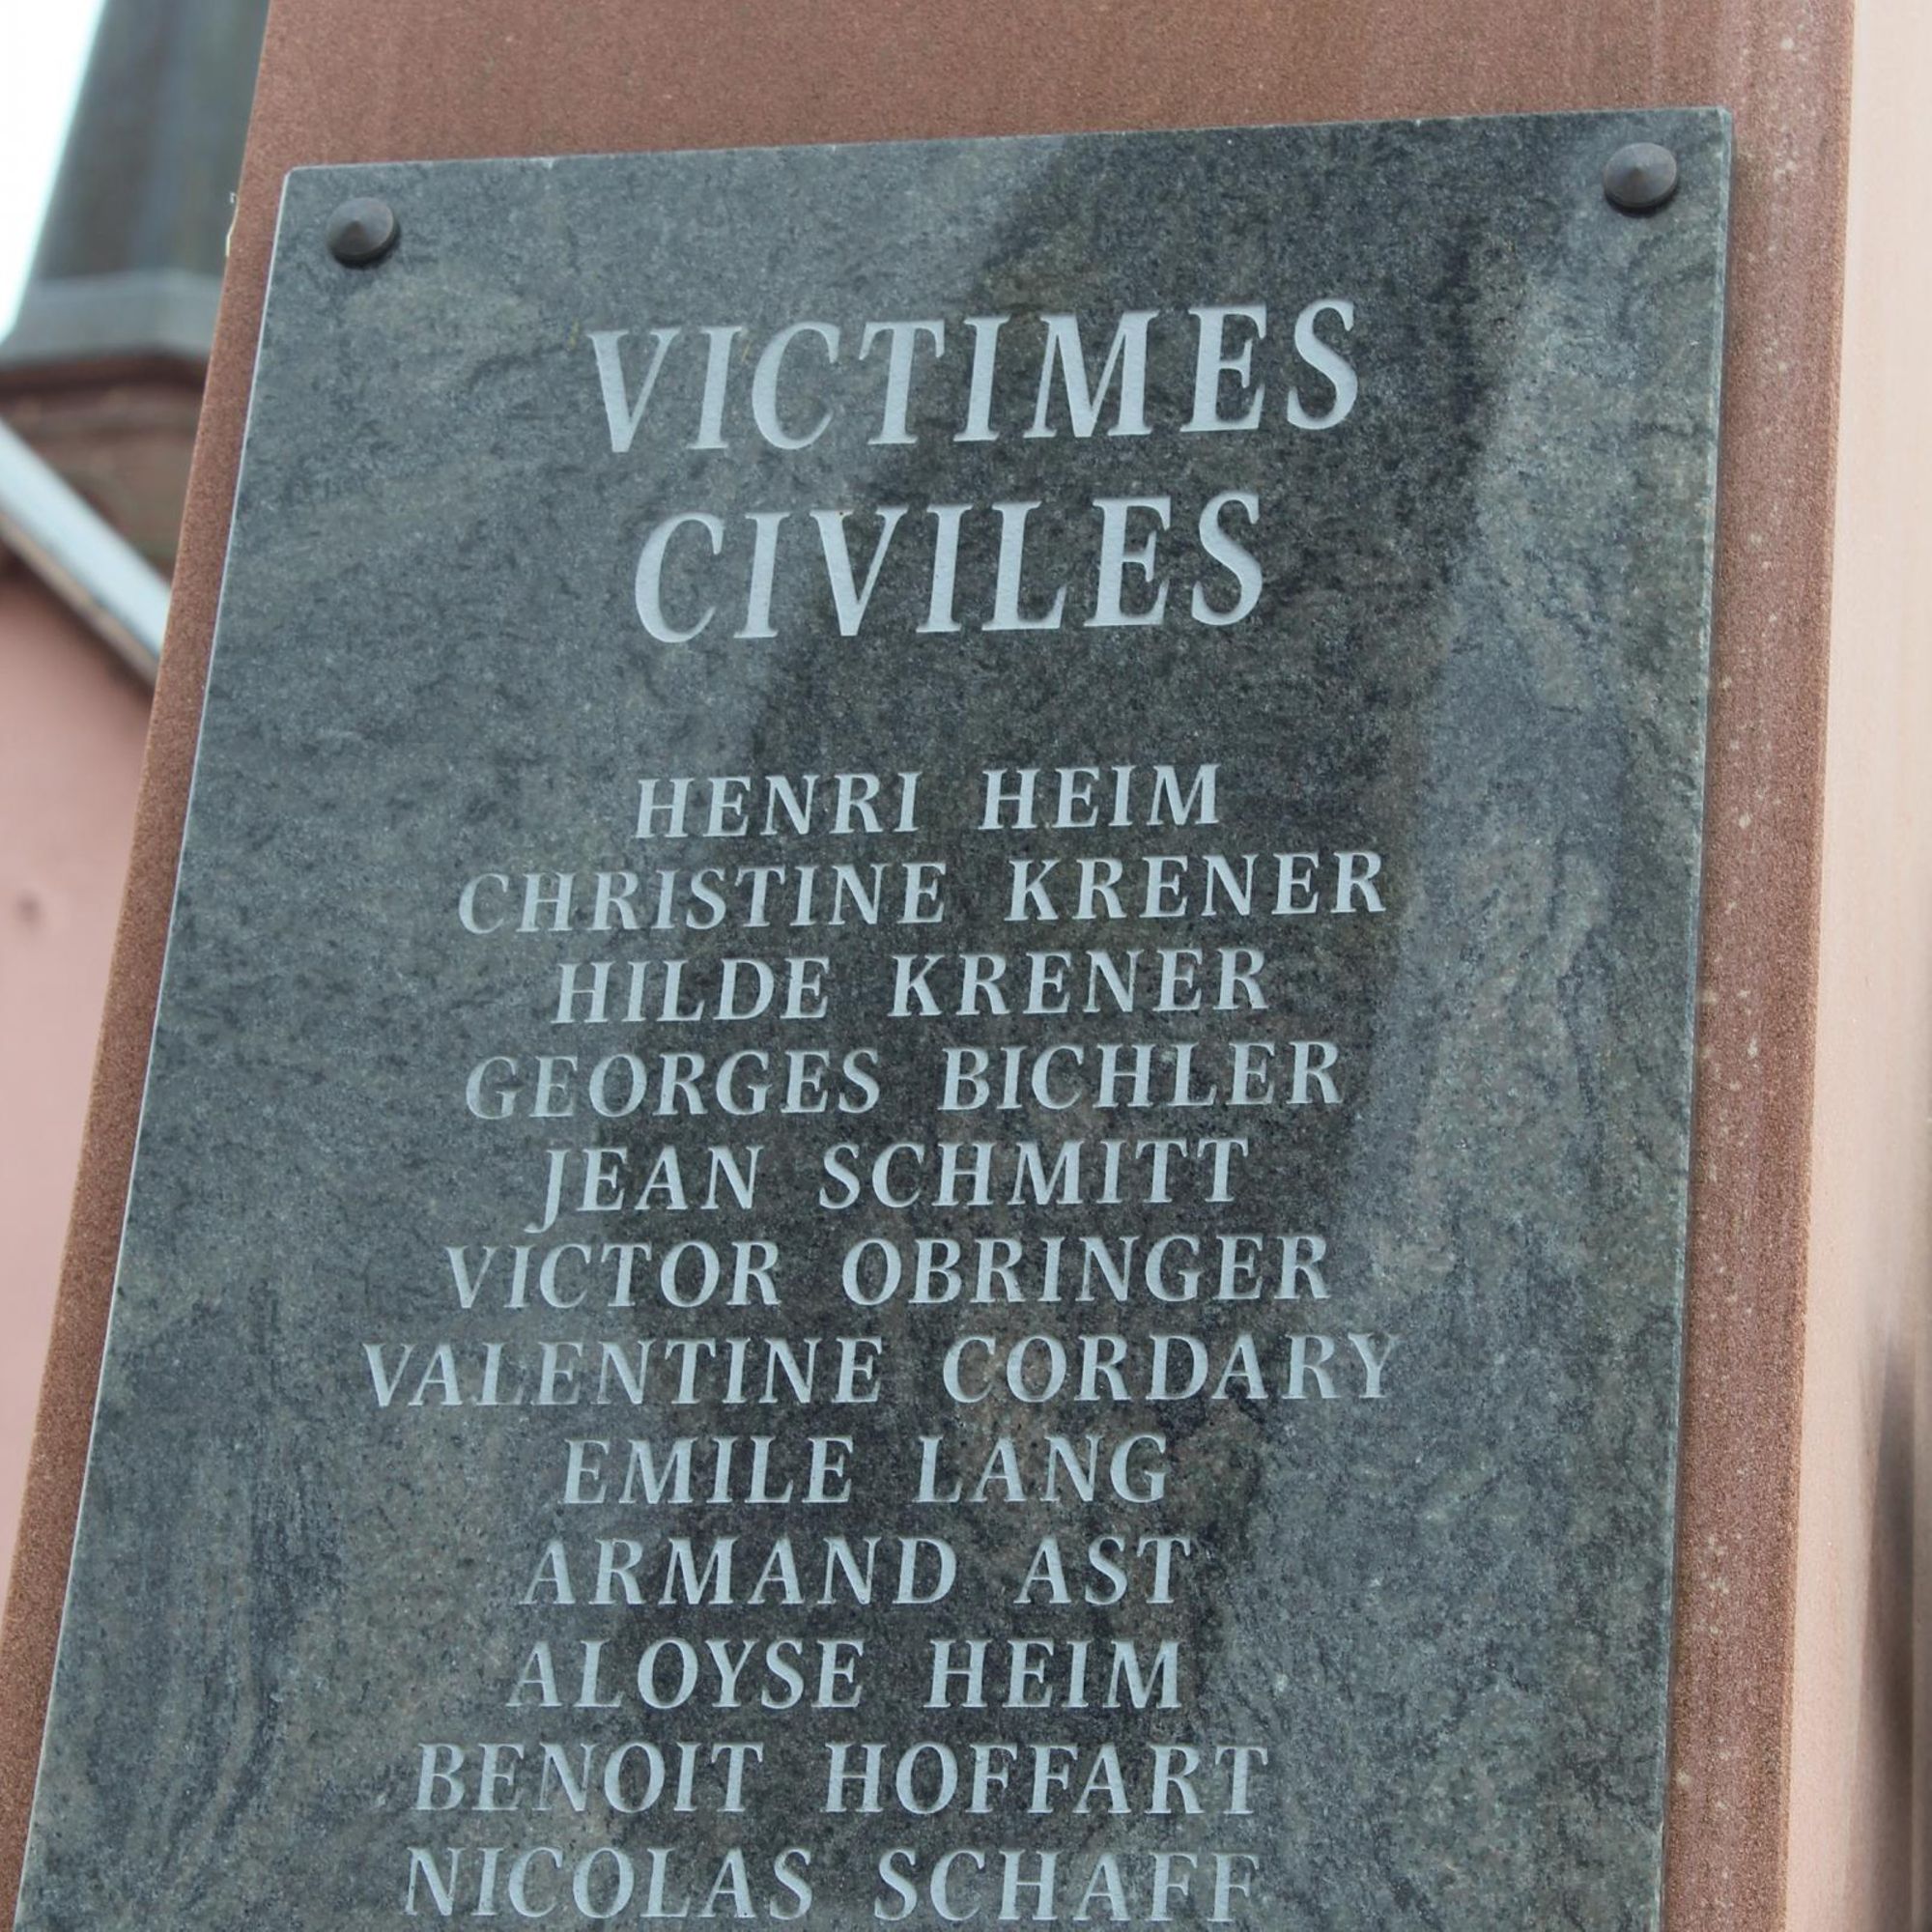 VICTIMES
CIVILES
HENRI HEIM
CHRISTINE KRENER
HILDE KRENER
GEORGES BICHLER
JEAN SCHMITT
VICTOR OBRINGER
VALENTINE CORDARY
EMILE LANG
ARMAND AST
ALOYSE HEIM
BENOIT HOFFART
NICOLAS SCHAFF